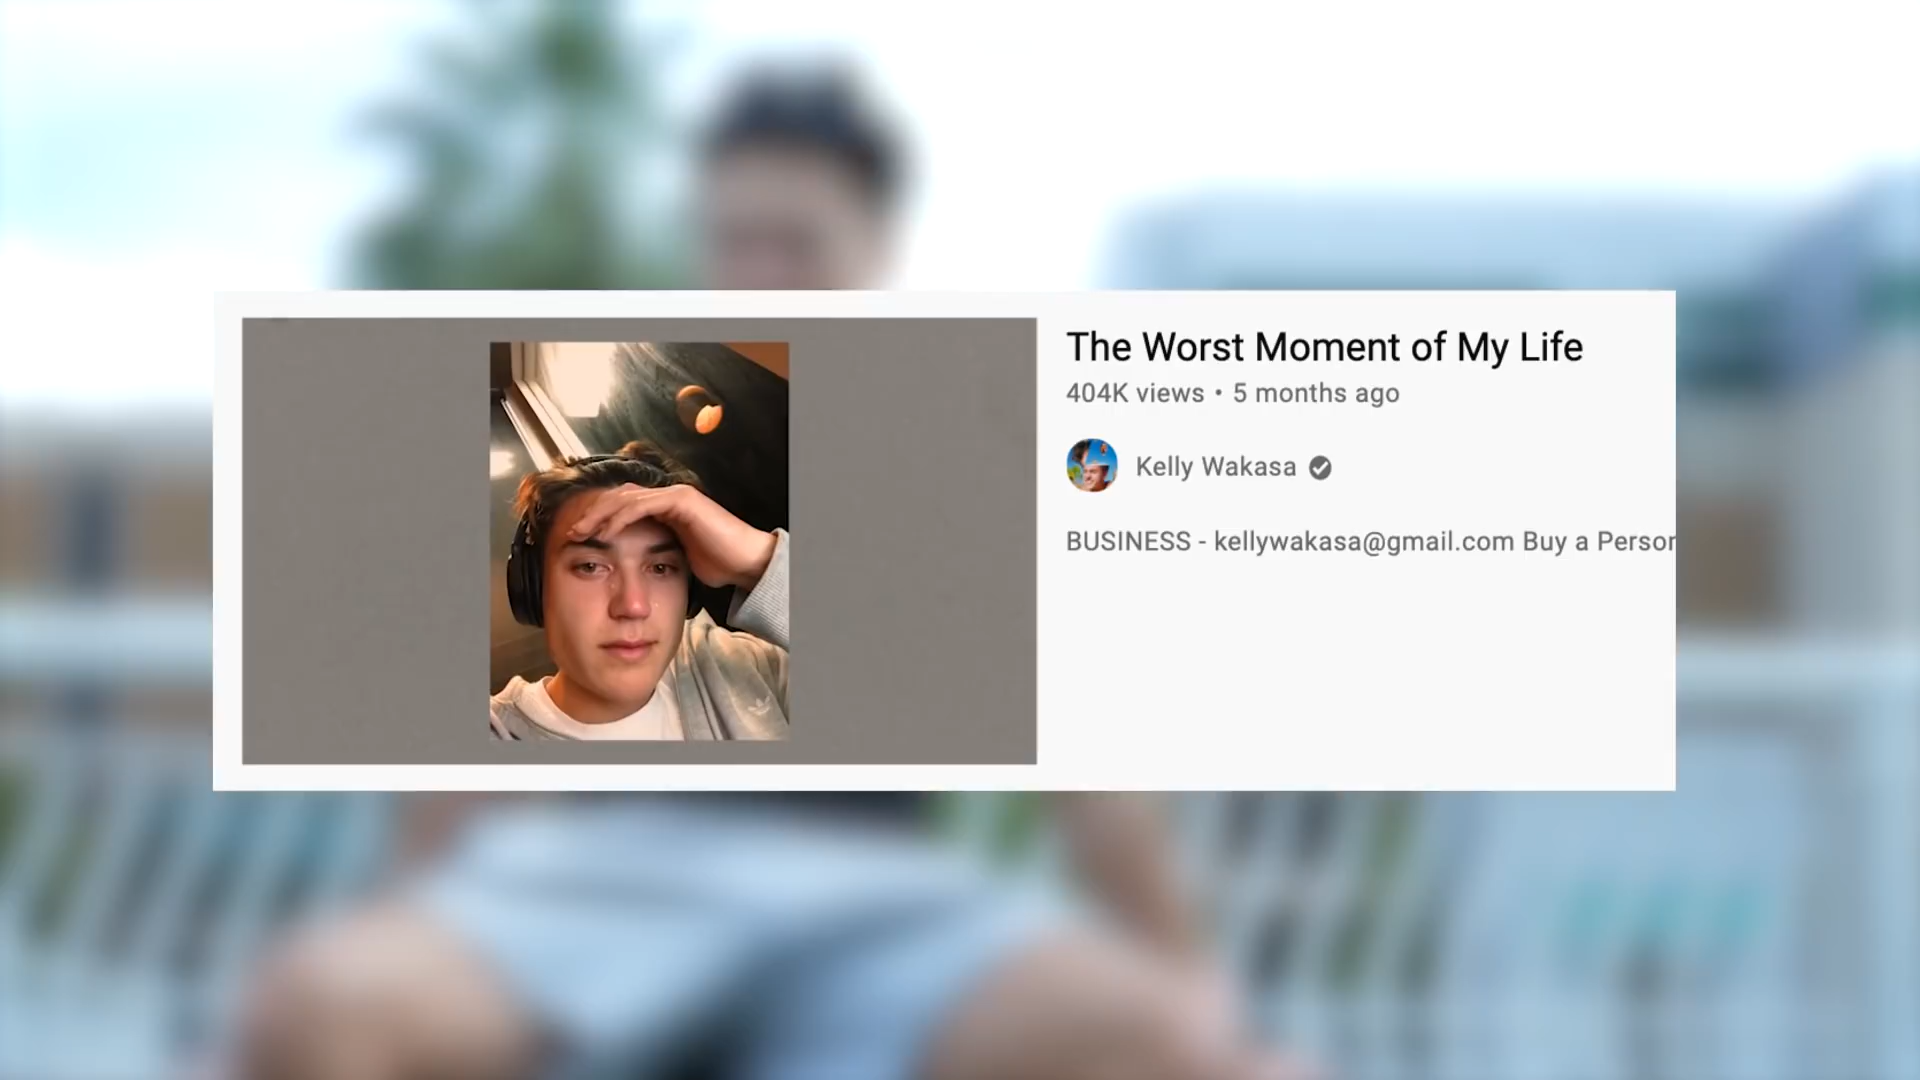 The Worst Moment of My Life
404K views • 5 months ago
Kelly Wakasa
BUSINESS - kellywakasa@gmail.com Buy a Person